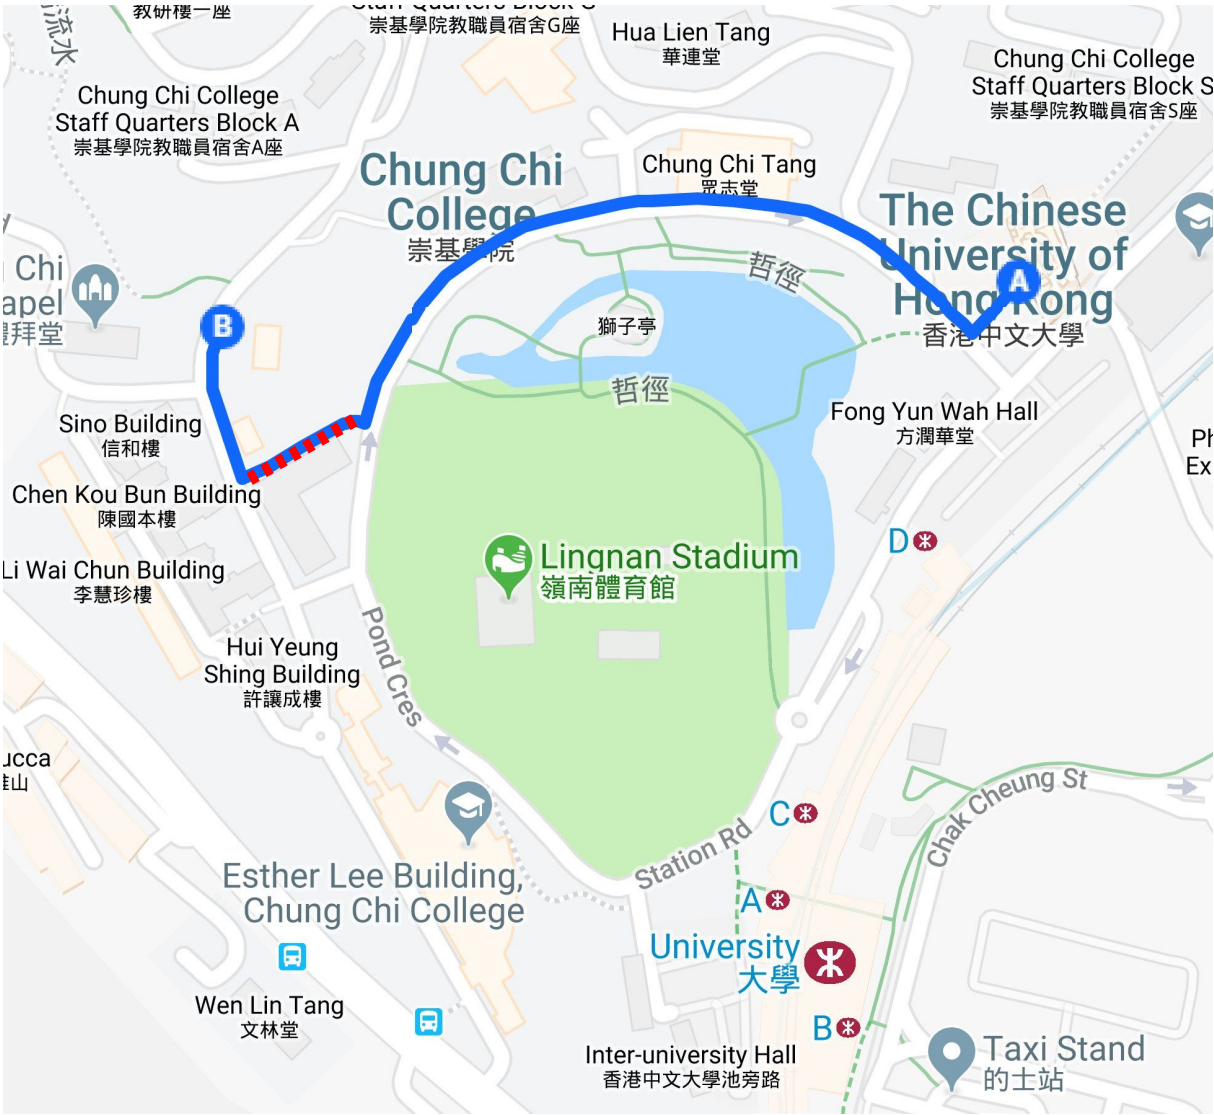 教研樓一座
崇基學院教職員宿舍G座
流水
Hua Lien Tang
華連堂
Chung Chi College
Staff Quarters Block S
崇基學院教職員宿舍S座
Chung Chi College
Staff Quarters Block A
崇基學院教職員宿舍A座
Chung Chi
College
崇基學院
Chung Chi Tang
眾志堂
The Chinese
University of
Hong Kong
香港中文大學
A
哲徑
Chi
拜堂
B
獅子亭
哲徑
Sino Building
信和樓
Fong Yun Wah Hall
方潤華堂
Chen Kou Bun Building
陳國本樓
D
Lingnan Stadium
嶺南體育館
Li Wai Chun Building
李慧珍樓
Pond Cres
Hui Yeung
Shing Building
許讓成樓
Chak Cheung St
C
Station Rd
Esther Lee Building,
Chung Chi College
A
University
大學
Wen Lin Tang
文林堂
B
Inter-university Hall
香港中文大學池旁路
Taxi Stand
的士站